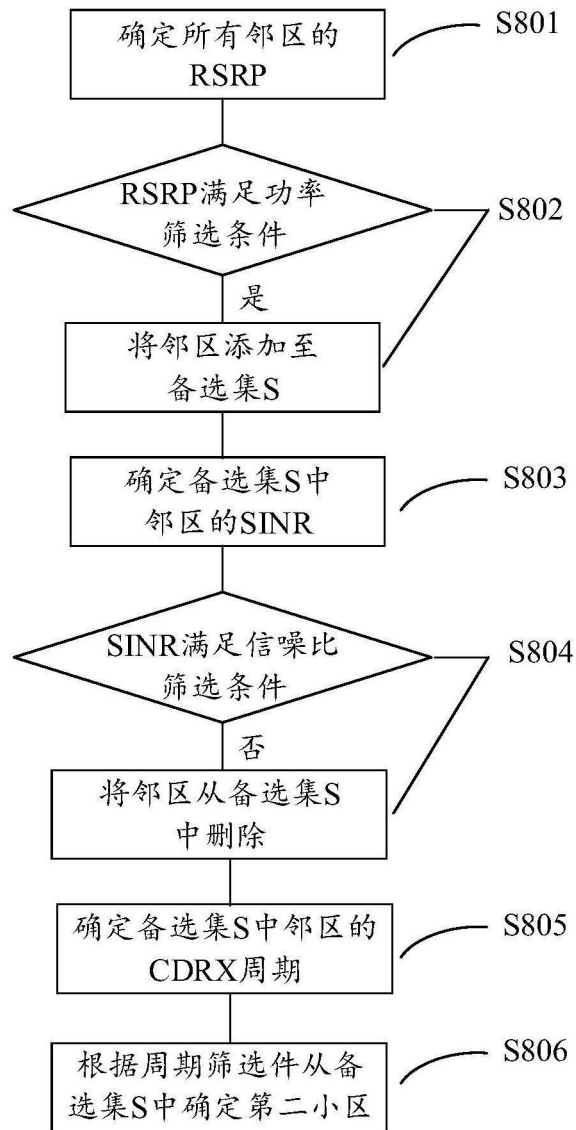 确定所有邻区的
RSRP
S801
RSRP满足功率
筛选条件
S802
是
将邻区添加至
备选集S
确定备选集S中
邻区的SINR
S803
SINR满足信噪比
筛选条件
S804
否
将邻区从备选集S
中删除
确定备选集S中邻区的
CDRX周期
S805
根据周期筛选件从备
选集S中确定第二小区
S806